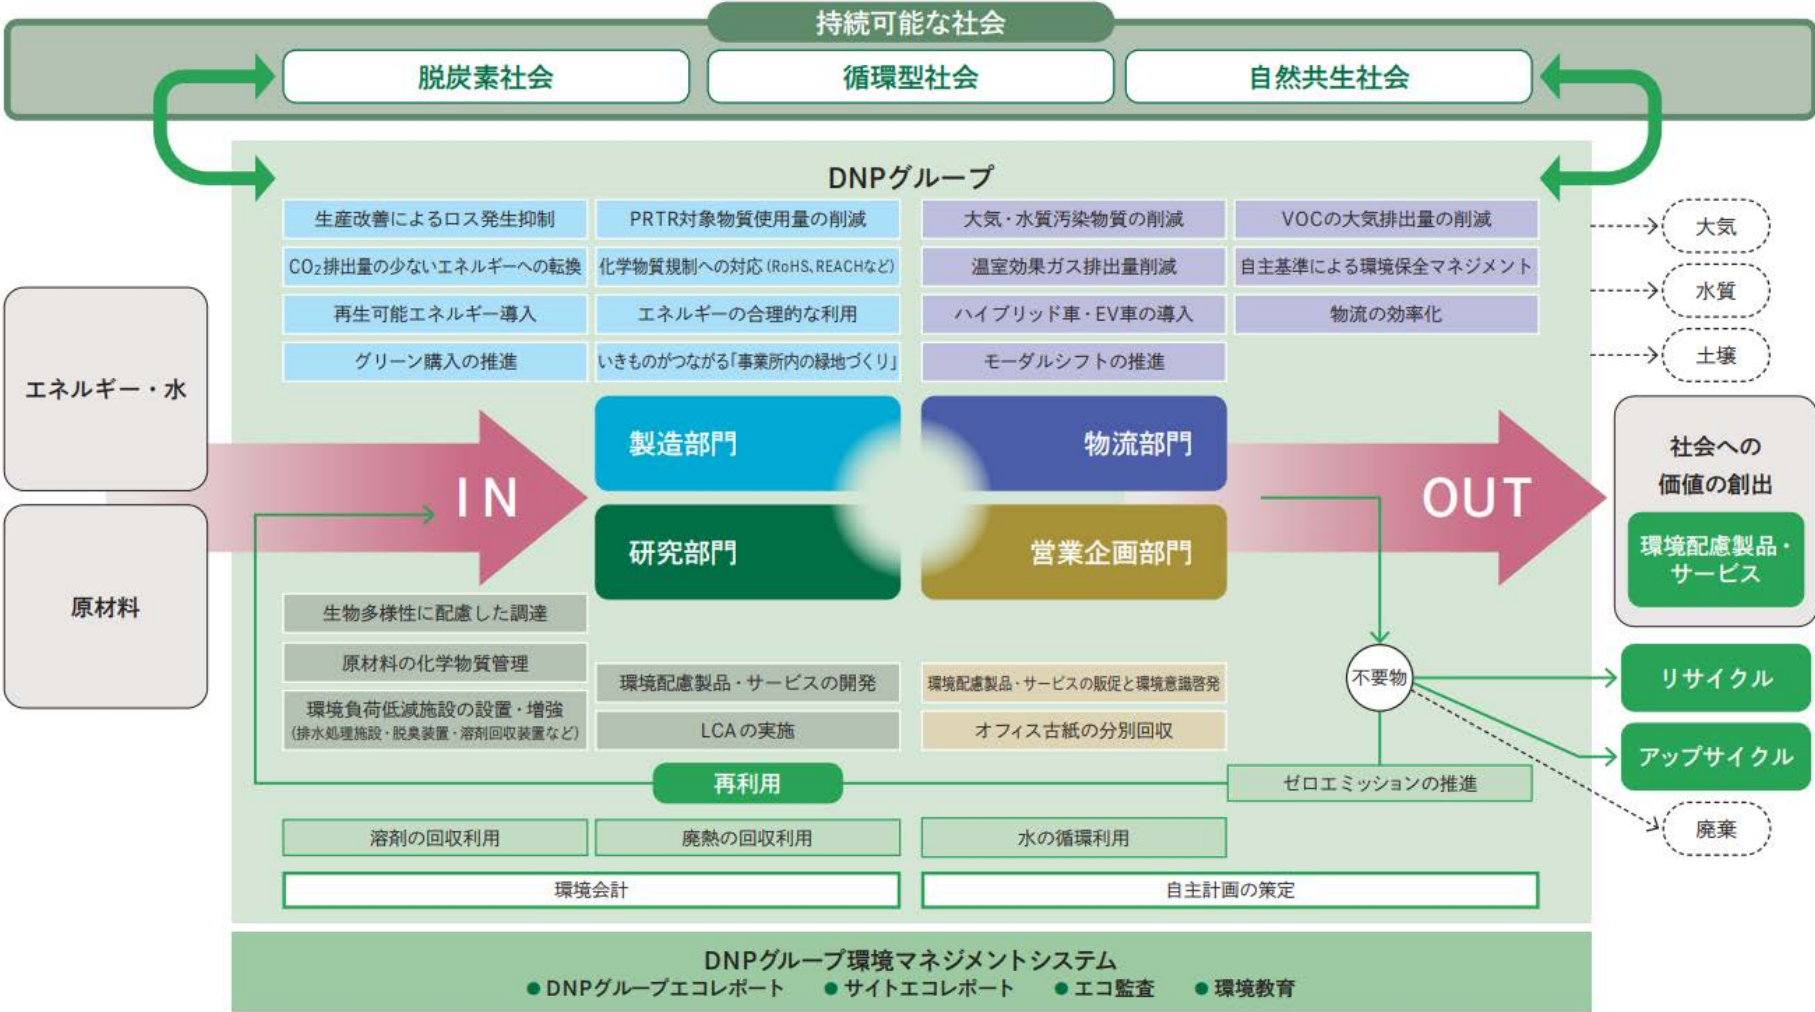 持続可能な社会
脱炭素社会
循環型社会
自然共生社会
DNPグループ
生産改善によるロス発生抑制
PRTR対象物質使用量の削減
大気・水質汚染物質の削減
VOCの大気排出量の削減
CO₂排出量の少ないエネルギーへの転換
化学物質規制への対応(RoHS、REACHなど)
温室効果ガス排出量削減
自主基準による環境保全マネジメント
再生可能エネルギー導入
エネルギーの合理的な利用
ハイブリッド車・EV車の導入
物流の効率化
グリーン購入の推進
いきものがつながる「事業所内の緑地づくり」
モーダルシフトの推進
大気
水質
土壌
エネルギー・水
原材料
IN
製造部門
物流部門
研究部門
営業企画部門
OUT
社会への
価値の創出
環境配慮製品・
サービス
生物多様性に配慮した調達
原材料の化学物質管理
環境負荷低減施設の設置・増強
(排水処理施設・脱臭装置・溶剤回収装置など)
環境配慮製品・サービスの開発
LCAの実施
環境配慮製品・サービスの販促と環境意識啓発
オフィス古紙の分別回収
不要物
リサイクル
アップサイクル
廃棄
再利用
ゼロエミッションの推進
溶剤の回収利用
廃熱の回収利用
水の循環利用
環境会計
自主計画の策定
DNPグループ環境マネジメントシステム
●DNPグループエコレポート ●サイトエコレポート ●エコ監査 ●環境教育